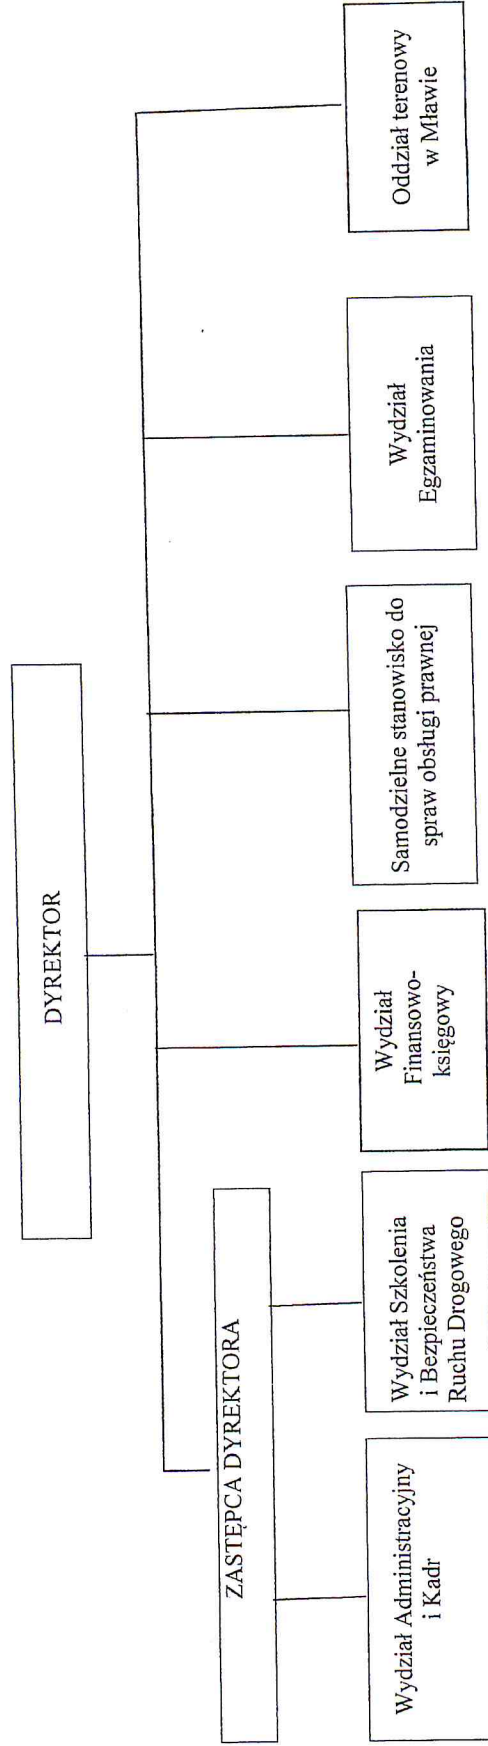 DYREKTOR
ZASTĘPCA DYREKTORA
Wydział Administracyjny
i Kadr
Wydział Szkolenia
i Bezpieczeństwa
Ruchu Drogowego
Wydział
Finansowo-
księgowy
Samodzielne stanowisko do
spraw obsługi prawnej
Wydział
Egzaminowania
Oddział terenowy
w Mławie